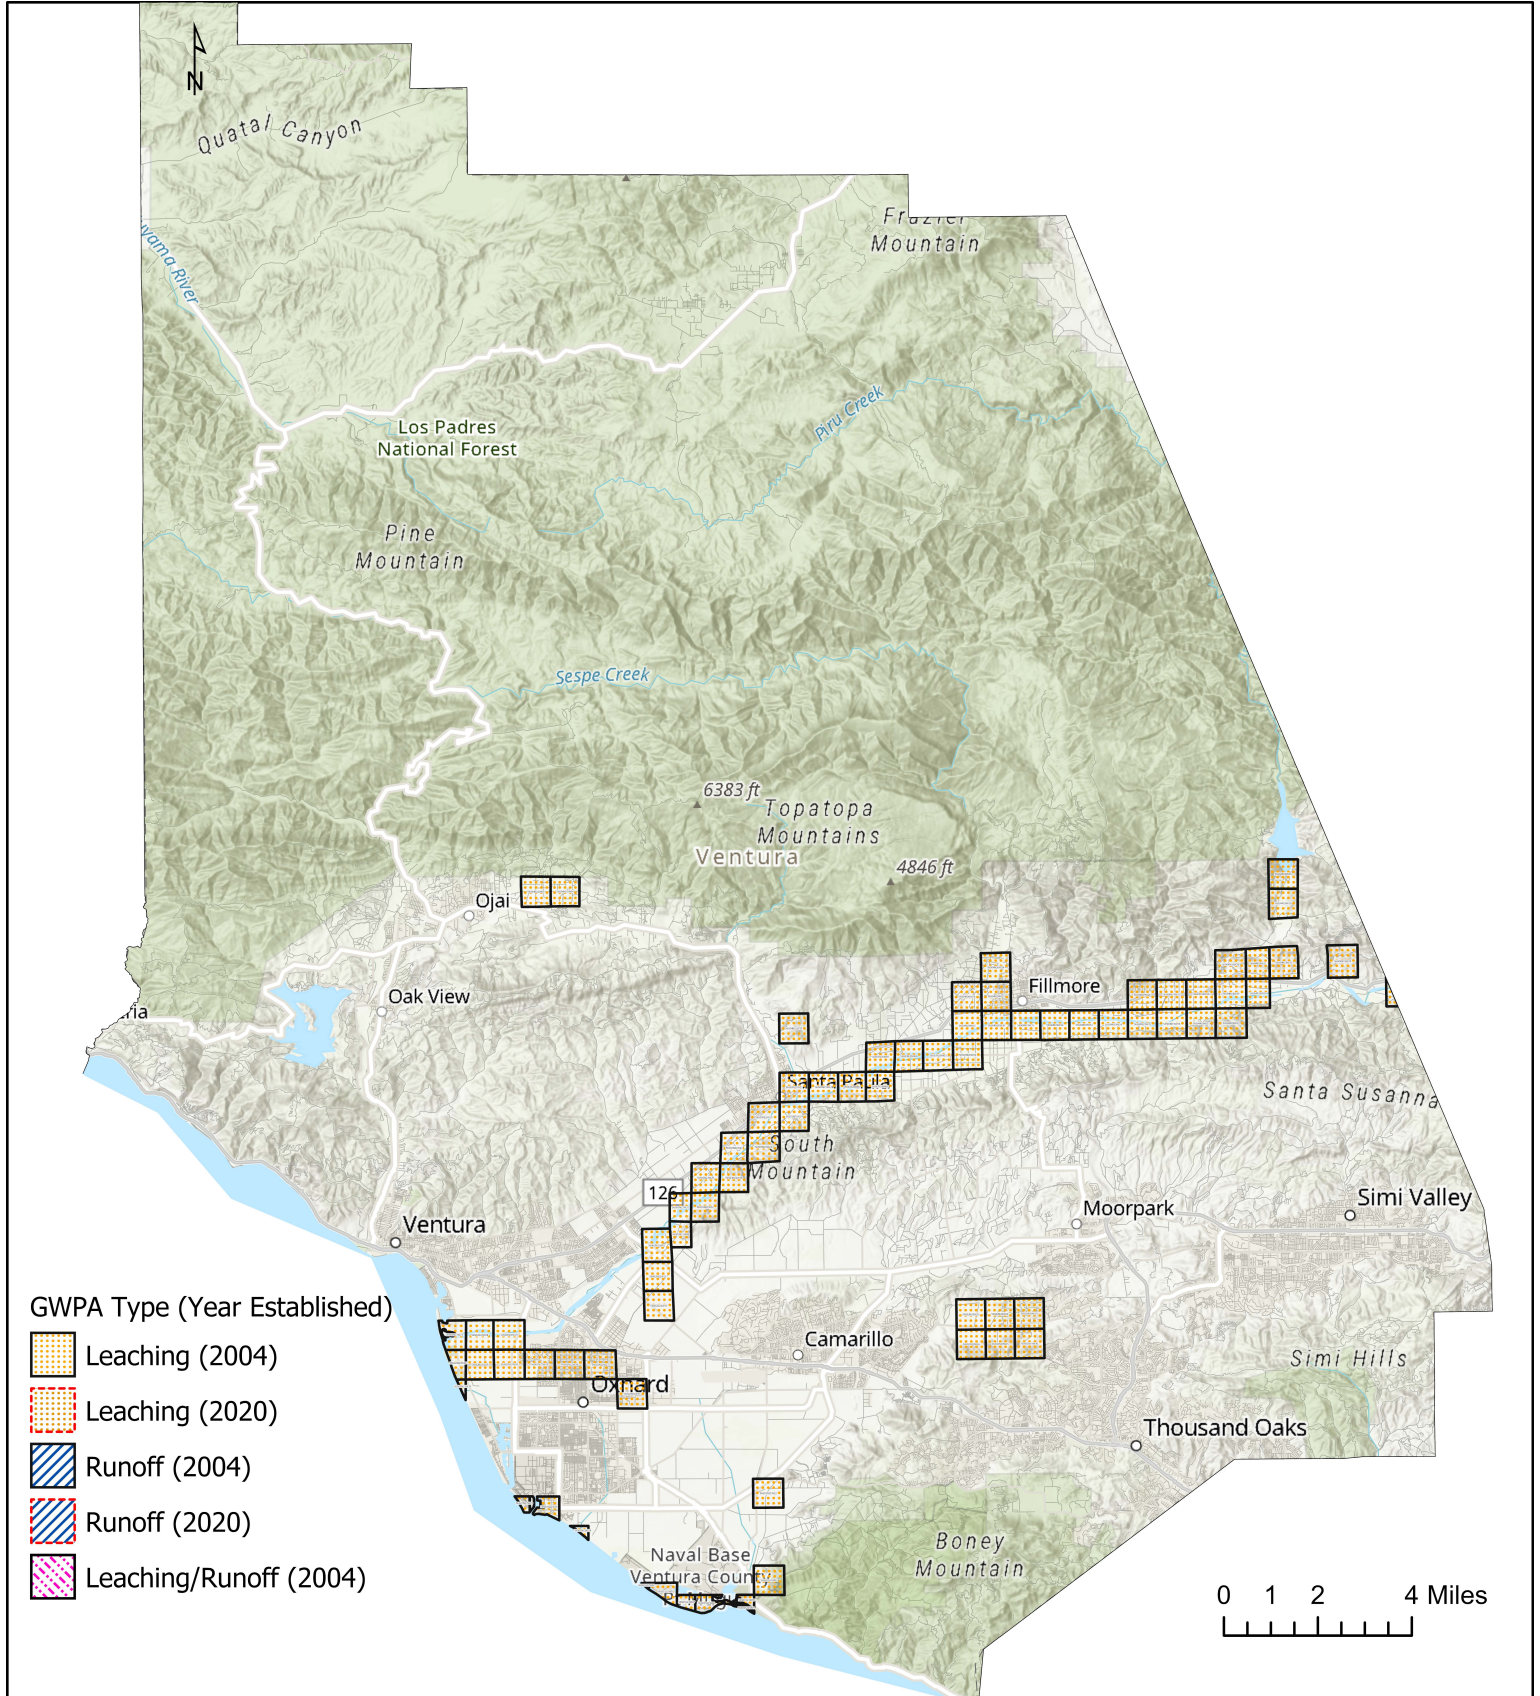 N
Quatal Canyon
Frazier
Mountain
uyama River
Los Padres
National Forest
Piru Creek
Pine
Mountain
Sespe Creek
6383 ft
Topatopa
Mountains
Ventura
4846 ft
Ojai
Oak View
Fillmore
ria
Santa Paula
Santa Susanna
South
Mountain
126
Moorpark
Simi Valley
Ventura
GWPA Type (Year Established)
Leaching (2004)
Leaching (2020)
Runoff (2004)
Runoff (2020)
Leaching/Runoff (2004)
Camarillo
Simi Hills
Oxnard
Thousand Oaks
Boney
Mountain
Naval Base
Ventura County
0 1 2 4 Miles